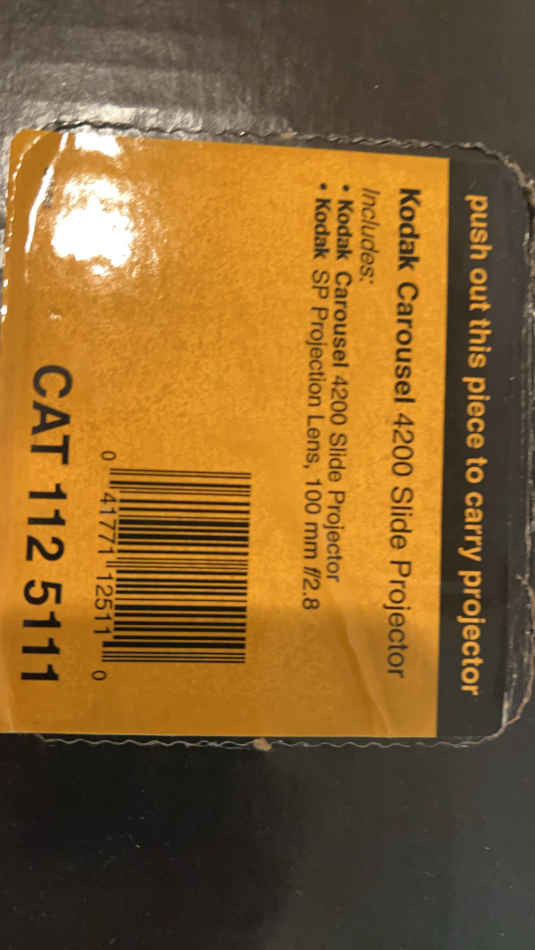 push out this piece to carry projector
Kodak Carousel 4200 Slide Projector
Includes:
• Kodak Carousel 4200 Slide Projector
• Kodak SP Projection Lens, 100 mm f/2.8
0 41771 12511 0
CAT 112 5111